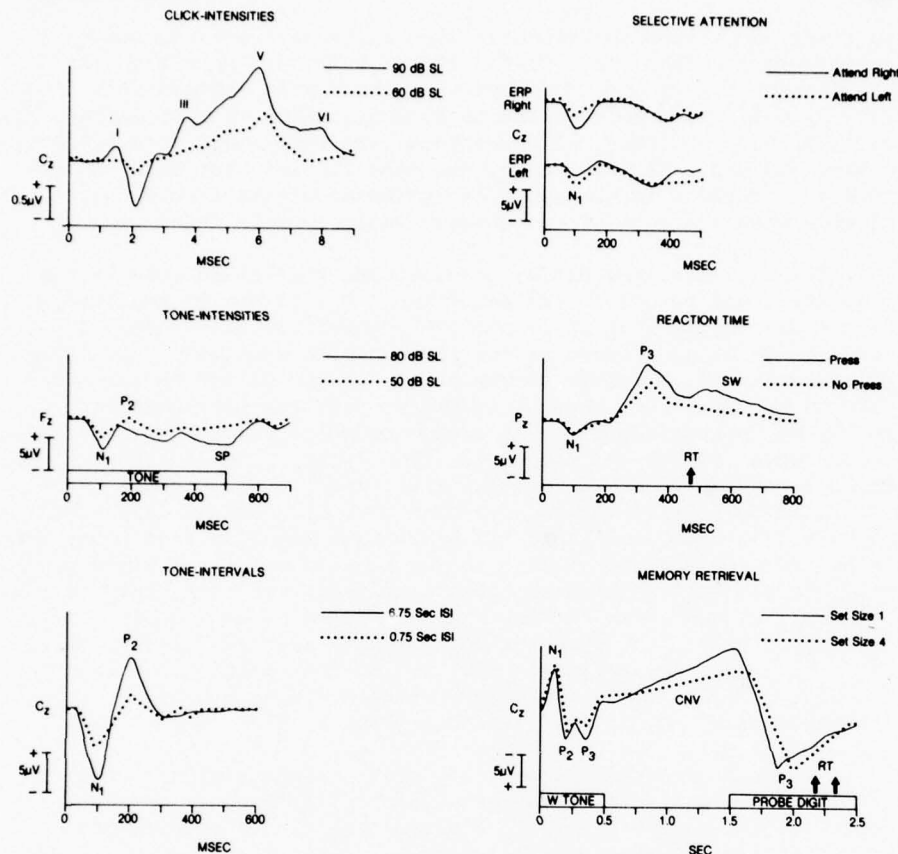 CLICK-INTENSITIES
V
90 dB SL
60 dB SL
III
I
VI
Cz
+
0.5µV
−
0 2 4 6 8
MSEC
SELECTIVE ATTENTION
Attend Right
Attend Left
ERP
Right
Cz
ERP
Left
N1
+
5µV
−
0 200 400
MSEC
TONE-INTENSITIES
80 dB SL
50 dB SL
P2
Fz
+
5µV
−
N1
SP
TONE
0 200 400 600
MSEC
REACTION TIME
P3
Press
No Press
SW
Pz
N1
+
5µV
−
RT
0 200 400 600 800
MSEC
TONE-INTERVALS
6.75 Sec ISI
0.75 Sec ISI
P2
Cz
+
5µV
−
N1
0 200 400 600
MSEC
MEMORY RETRIEVAL
Set Size 1
Set Size 4
N1
Cz
CNV
P2 P3
−
5µV
+
P3
RT
W TONE
PROBE DIGIT
0 0.5 1.0 1.5 2.0 2.5
SEC